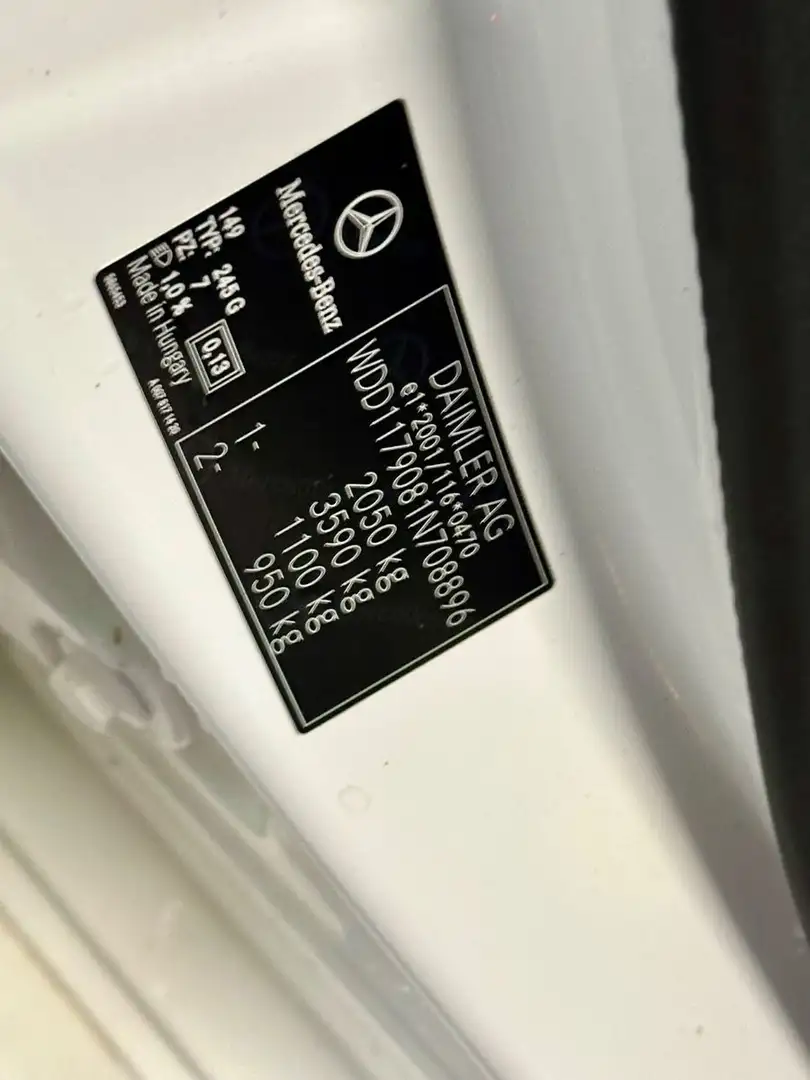 Mercedes-Benz
DAIMLER AG
e1*2001/116*0470
WDD1179081N708896
2050 kg
3590 kg
1- 1100 kg
2- 950 kg
149
TYP: 245 G
PZ: 7
1,0 %
0,13
Made in Hungary